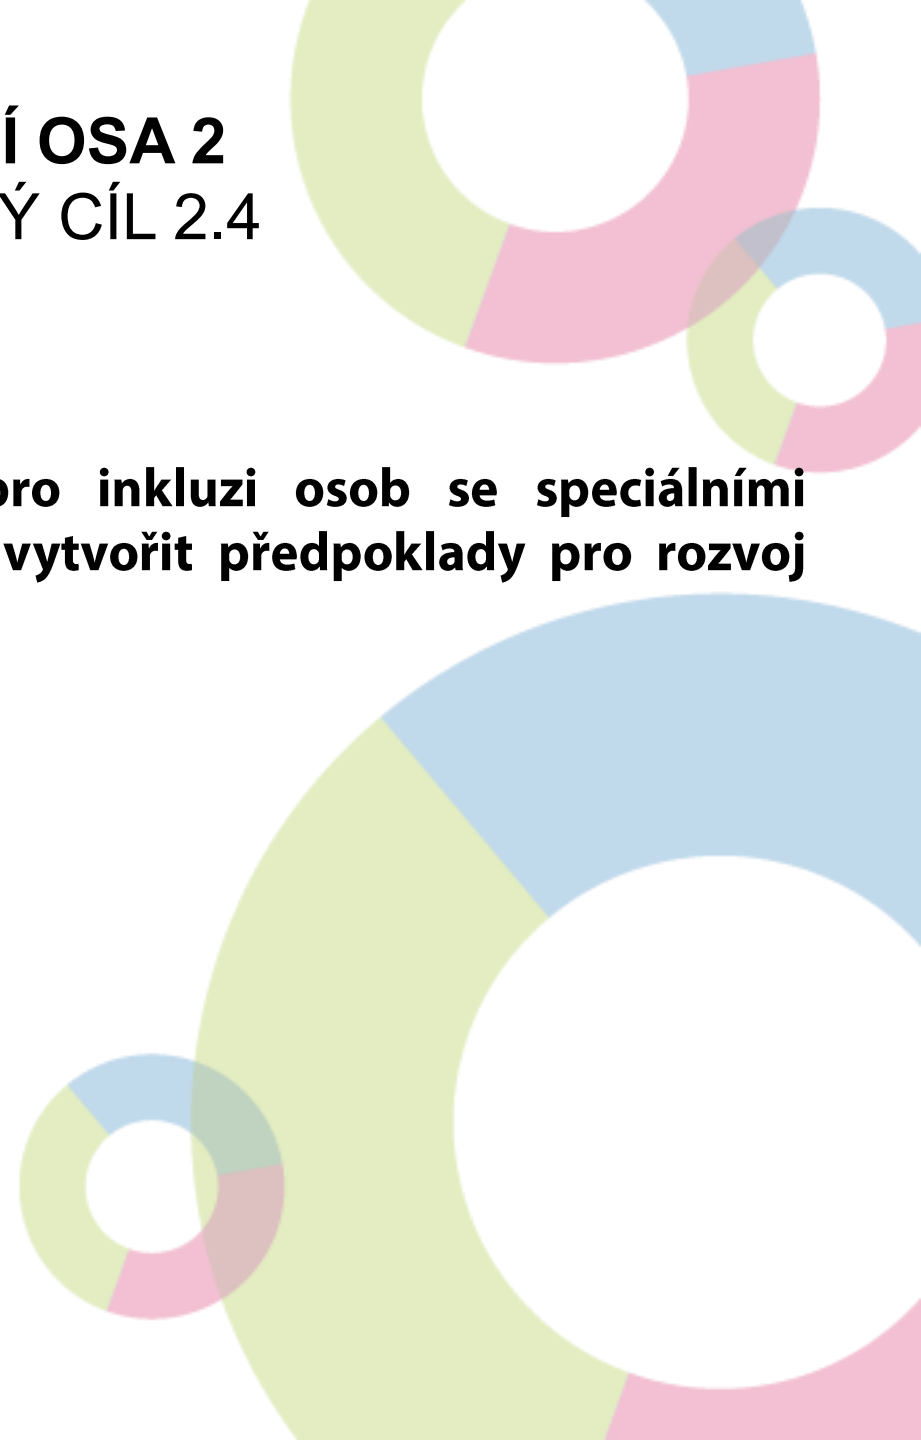 Í OSA 2
Ý CÍL 2.4
pro inkluzi osob se speciálními
vytvořit předpoklady pro rozvoj